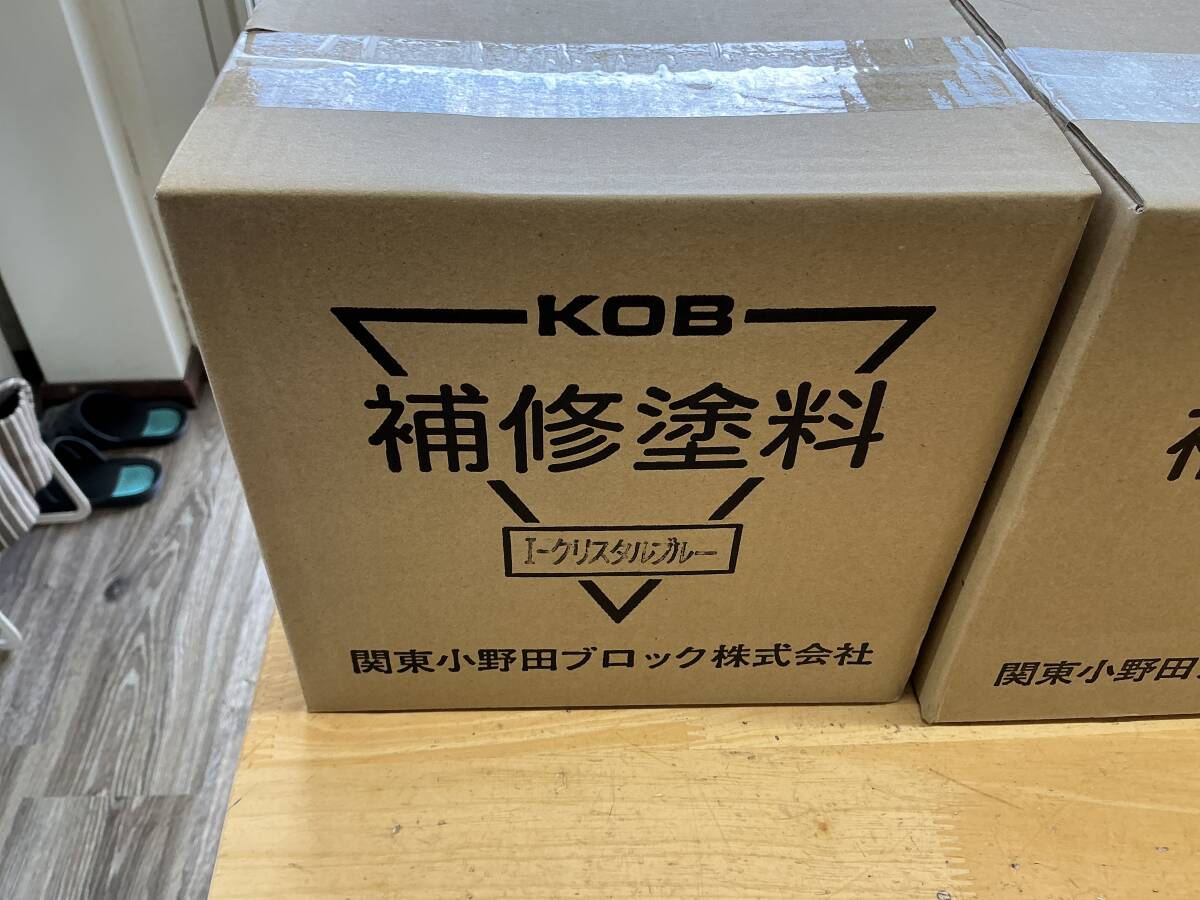 KOB
補修塗料
I-クリスタルブルー
関東小野田ブロック株式会社
補
関東小野田